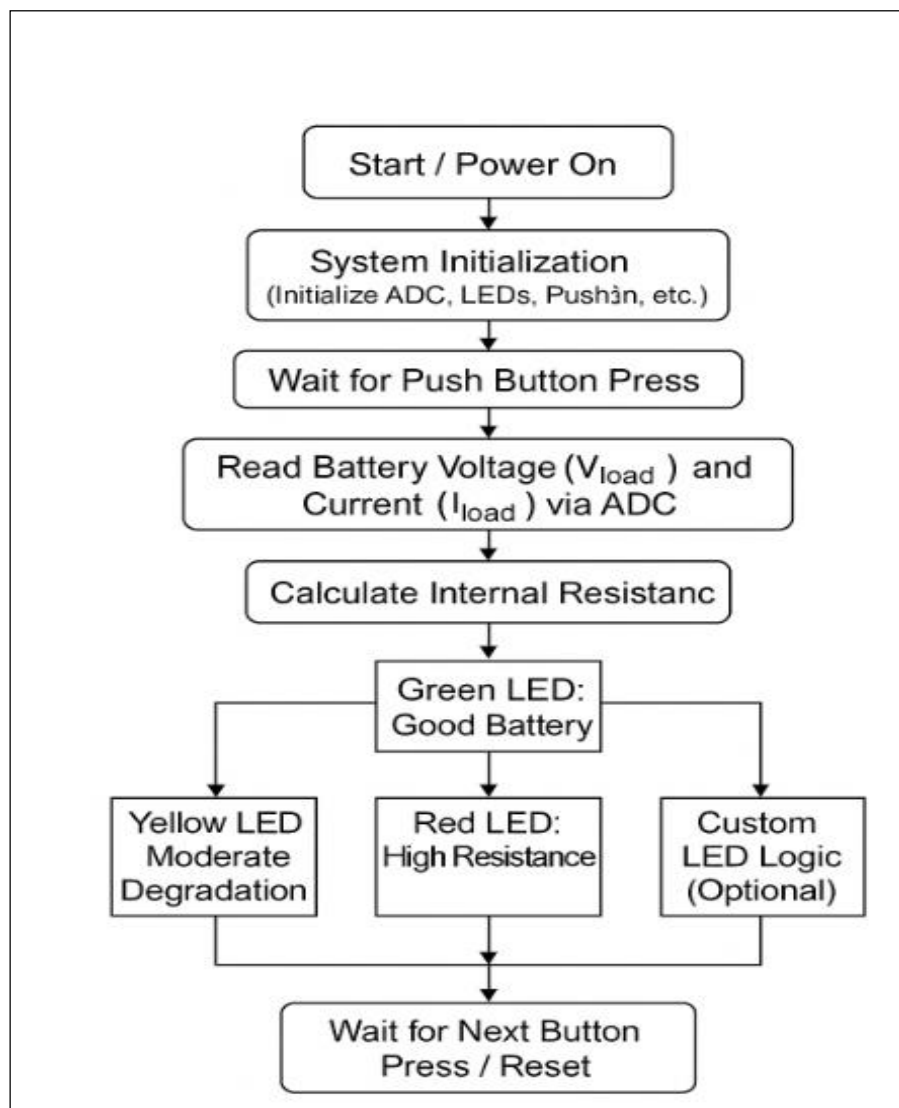 Start / Power On
System Initialization
(Initialize ADC, LEDs, Pushìn, etc.)
Wait for Push Button Press
Read Battery Voltage (Vload ) and
Current (Iload ) via ADC
Calculate Internal Resistanc
Green LED:
Good Battery
Yellow LED
Moderate
Degradation
Red LED:
High Resistance
Custom
LED Logic
(Optional)
Wait for Next Button
Press / Reset